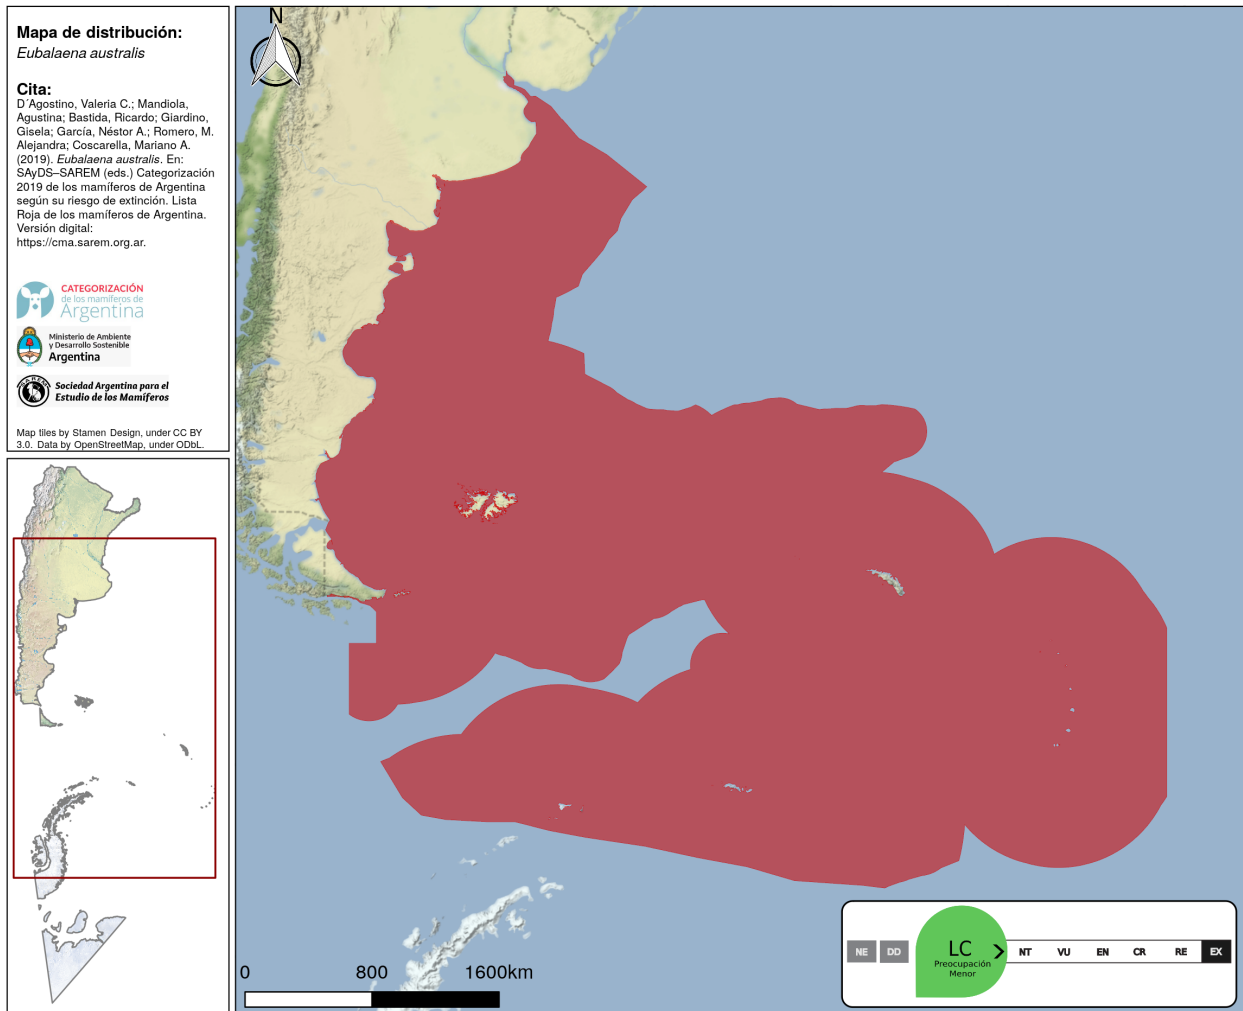 Mapa de distribución:
Eubalaena australis
Cita:
D´Agostino, Valeria C.; Mandiola,
Agustina; Bastida, Ricardo; Giardino,
Gisela; García, Néstor A.; Romero, M.
Alejandra; Coscarella, Mariano A.
(2019). Eubalaena australis. En:
SAyDS–SAREM (eds.) Categorización
2019 de los mamíferos de Argentina
según su riesgo de extinción. Lista
Roja de los mamíferos de Argentina.
Versión digital:
https://cma.sarem.org.ar.
CATEGORIZACIÓN
de los mamíferos de
Argentina
Ministerio de Ambiente
y Desarrollo Sostenible
Argentina
SAREM
Sociedad Argentina para el
Estudio de los Mamíferos
Map tiles by Stamen Design, under CC BY
3.0. Data by OpenStreetMap, under ODbL.
N
0 800 1600km
NE DD LC NT VU EN CR RE EX
Preocupación
Menor